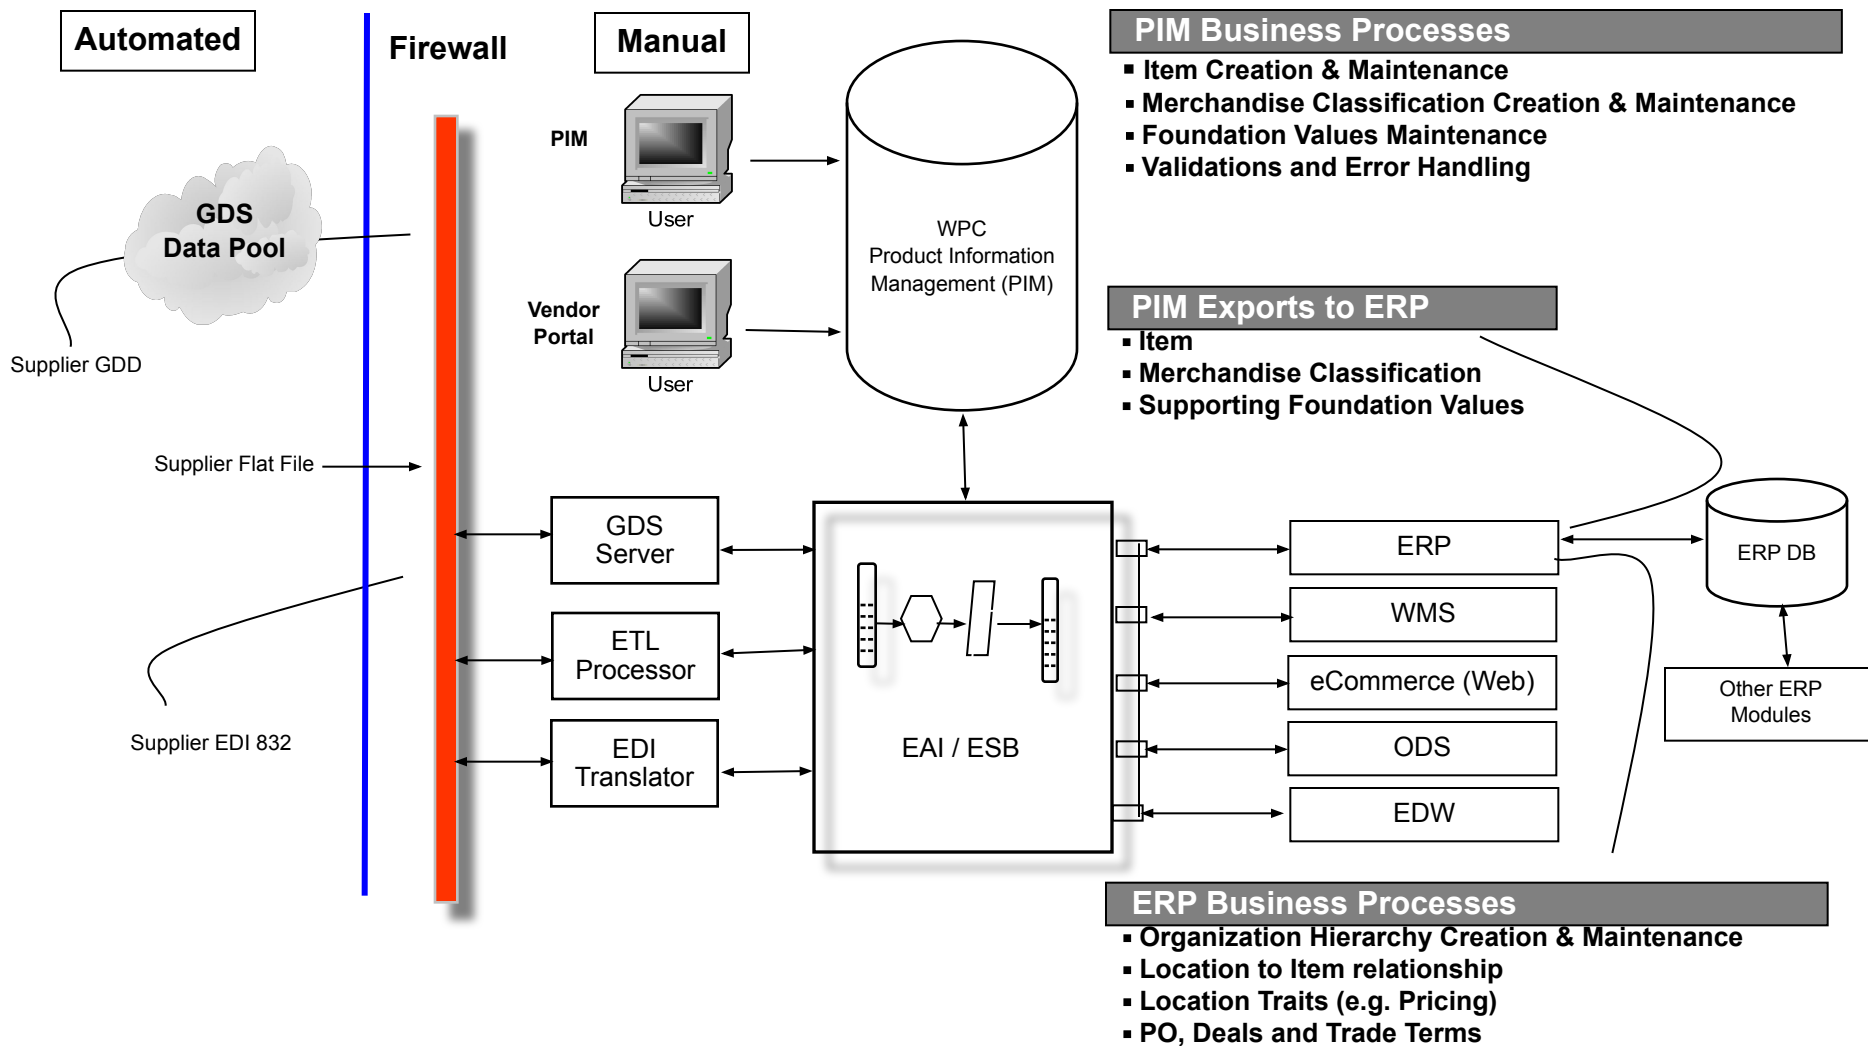 Automated
Firewall
Manual
PIM Business Processes
▪ Item Creation & Maintenance
▪ Merchandise Classification Creation & Maintenance
▪ Foundation Values Maintenance
▪ Validations and Error Handling
PIM
User
GDS
Data Pool
WPC
Product Information
Management (PIM)
Vendor
Portal
User
Supplier GDD
PIM Exports to ERP
▪ Item
▪ Merchandise Classification
▪ Supporting Foundation Values
Supplier Flat File
GDS
Server
ERP
ERP DB
ETL
Processor
WMS
eCommerce (Web)
Other ERP
Modules
Supplier EDI 832
EDI
Translator
EAI / ESB
ODS
EDW
ERP Business Processes
▪ Organization Hierarchy Creation & Maintenance
▪ Location to Item relationship
▪ Location Traits (e.g. Pricing)
▪ PO, Deals and Trade Terms